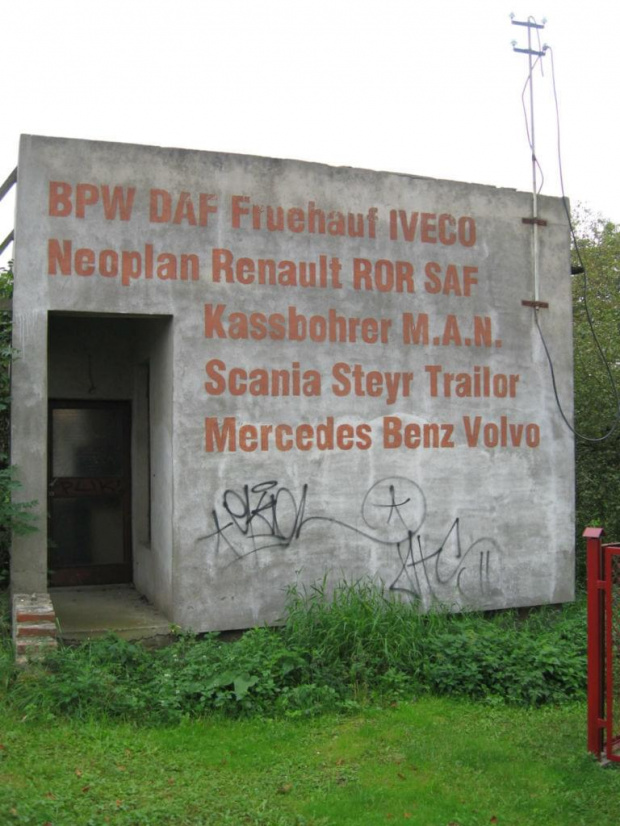 BPW DAF Fruehauf IVECO
Neoplan Renault ROR SAF
Kassbohrer M.A.N.
Scania Steyr Trailor
Mercedes Benz Volvo